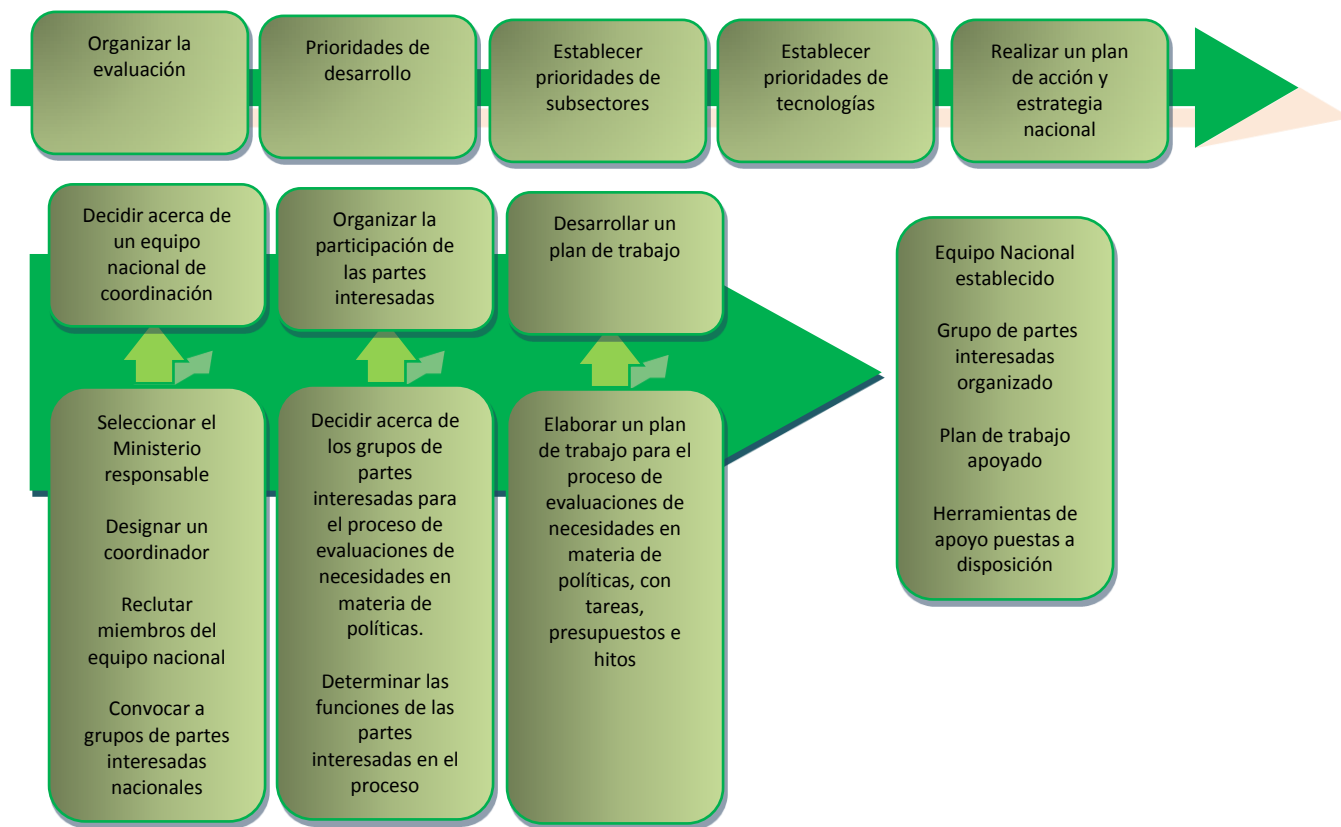 Organizar la
evaluación
Prioridades de
desarrollo
Establecer
prioridades de
subsectores
Establecer
prioridades de
tecnologías
Realizar un plan
de acción y
estrategia
nacional
Decidir acerca de
un equipo
nacional de
coordinación
Organizar la
participación de
las partes
interesadas
Desarrollar un
plan de trabajo
Seleccionar el
Ministerio
responsable
Designar un
coordinador
Reclutar
miembros del
equipo nacional
Convocar a
grupos de partes
interesadas
nacionales
Decidir acerca de
los grupos de
partes
interesadas para
el proceso de
evaluaciones de
necesidades en
materia de
políticas.
Determinar las
funciones de las
partes
interesadas en el
proceso
Elaborar un plan
de trabajo para el
proceso de
evaluaciones de
necesidades en
materia de
políticas, con
tareas,
presupuestos e
hitos
Equipo Nacional
establecido
Grupo de partes
interesadas
organizado
Plan de trabajo
apoyado
Herramientas de
apoyo puestas a
disposición